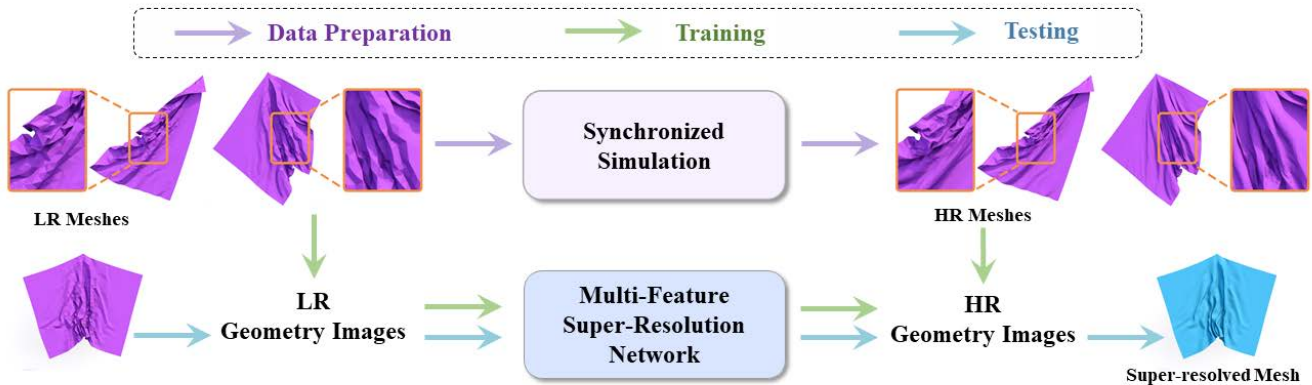 Data Preparation
Training
Testing
Synchronized
Simulation
LR Meshes
HR Meshes
LR
Geometry Images
Multi-Feature
Super-Resolution
Network
HR
Geometry Images
Super-resolved Mesh